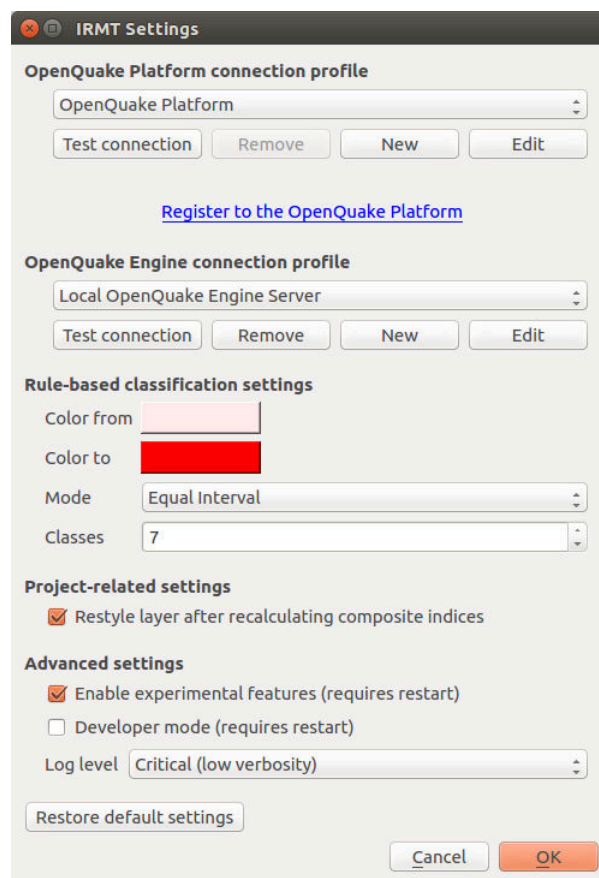 IRMT Settings
OpenQuake Platform connection profile
OpenQuake Platform
Test connection Remove New Edit
Register to the OpenQuake Platform
OpenQuake Engine connection profile
Local OpenQuake Engine Server
Test connection Remove New Edit
Rule-based classification settings
Color from
Color to
Mode Equal Interval
Classes 7
Project-related settings
Restyle layer after recalculating composite indices
Advanced settings
Enable experimental features (requires restart)
Developer mode (requires restart)
Log level Critical (low verbosity)
Restore default settings
Cancel OK